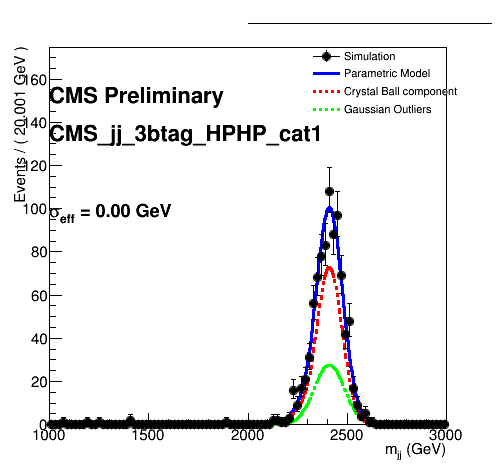 Simulation
Parametric Model
Crystal Ball component
Gaussian Outliers
CMS Preliminary
CMS_jj_3btag_HPHP_cat1
σeff = 0.00 GeV
Events / ( 20.001 GeV )
160
140
120
100
80
60
40
20
0
1000 1500 2000 2500 3000
mjj (GeV)